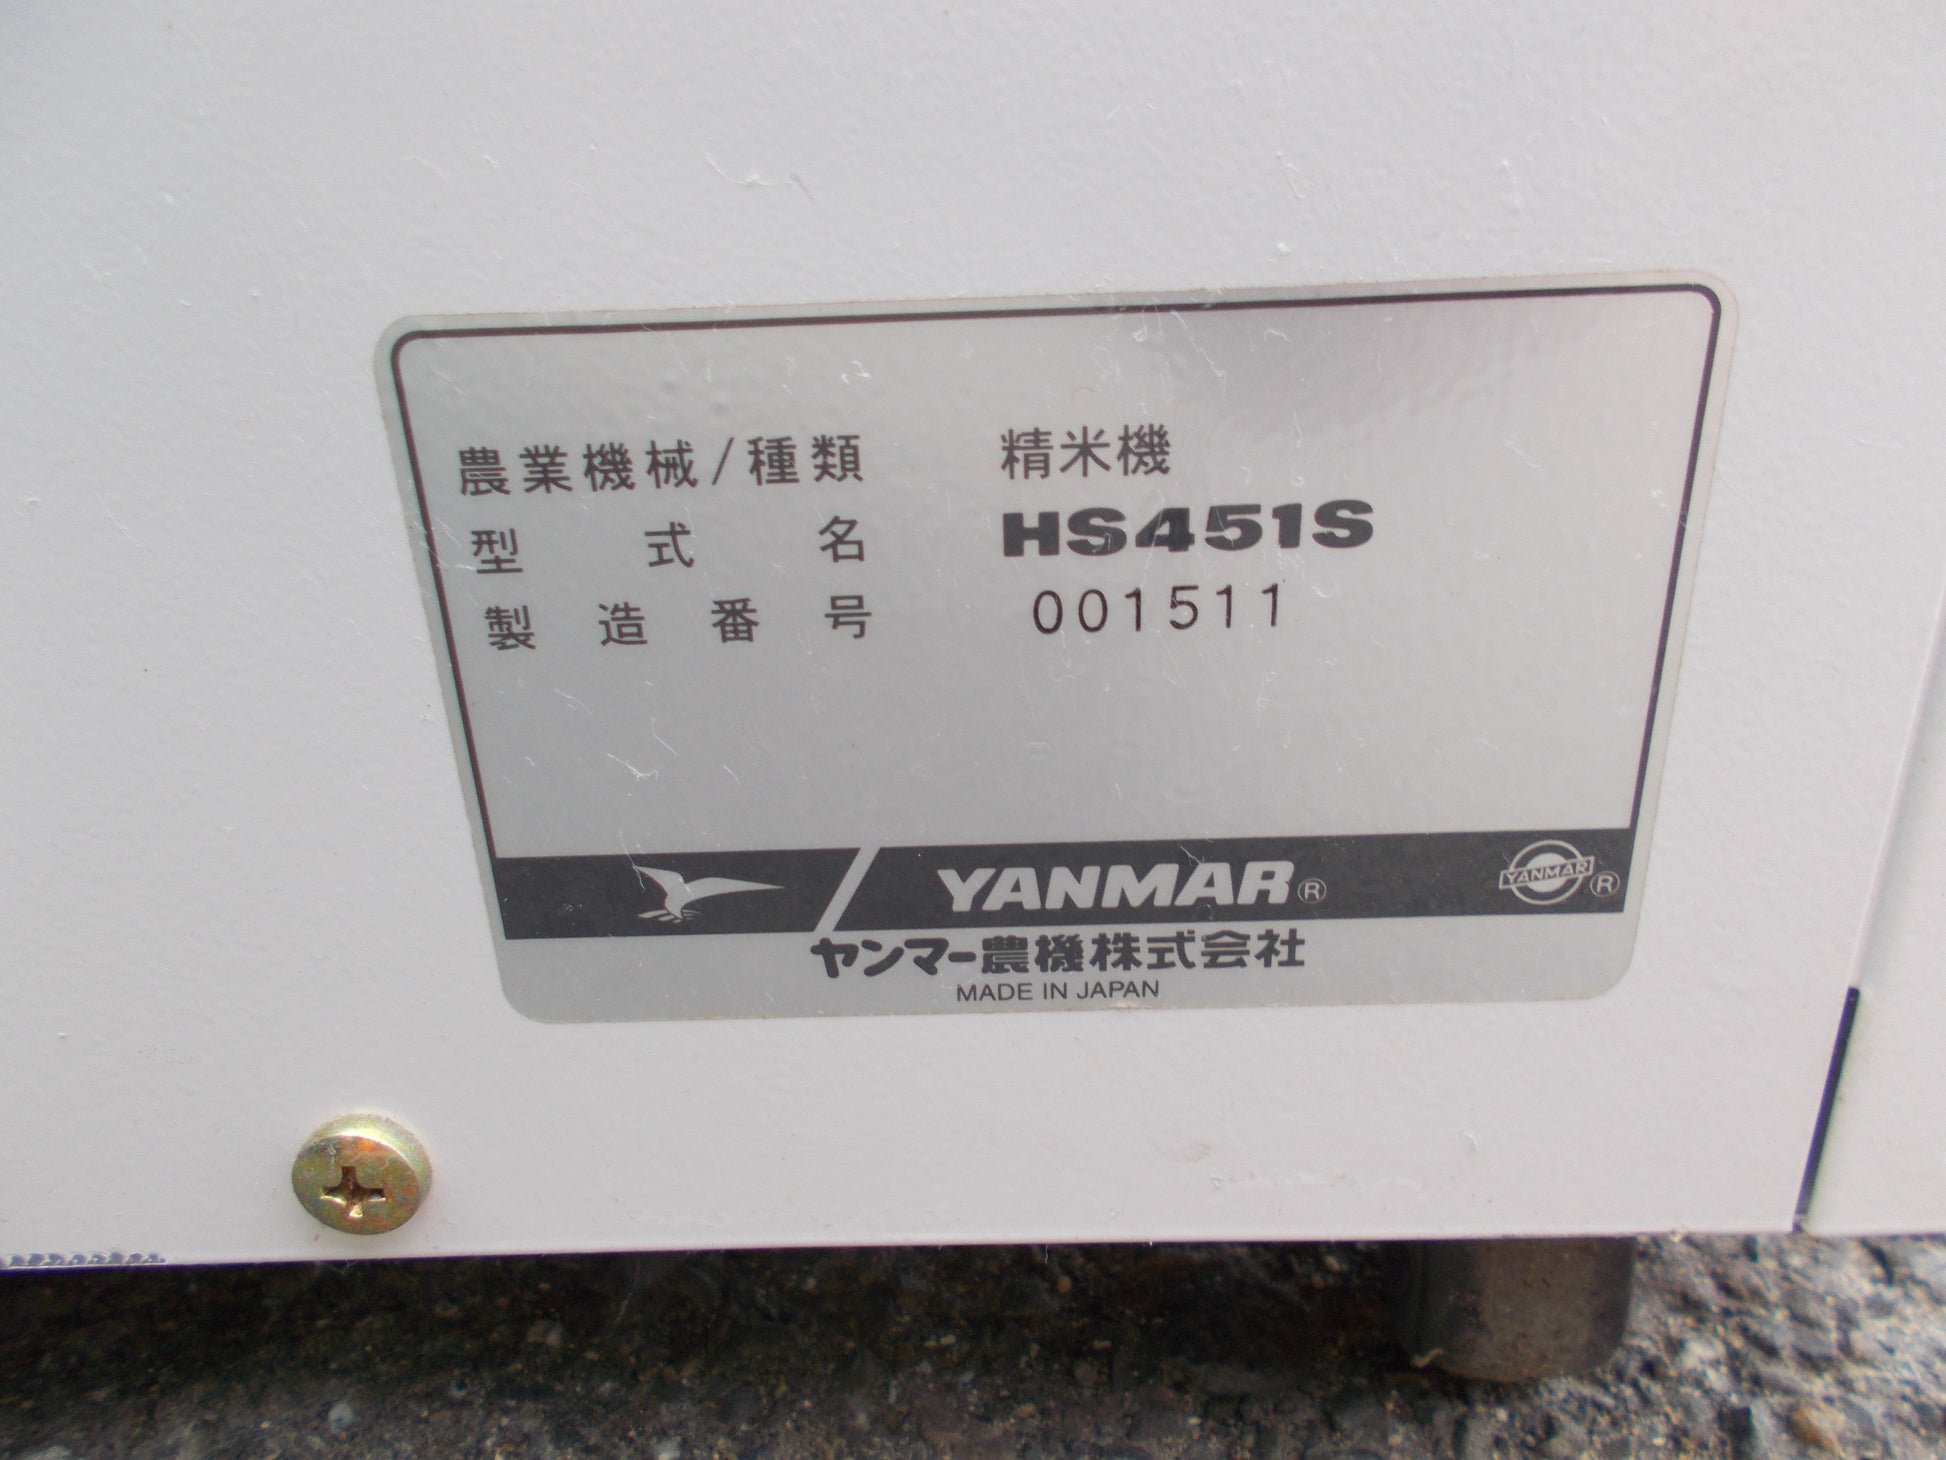 農業機械/種類 精米機
型式名 HS451S
製造番号 001511
YANMAR® YANMAR ®
ヤンマー農機株式会社
MADE IN JAPAN